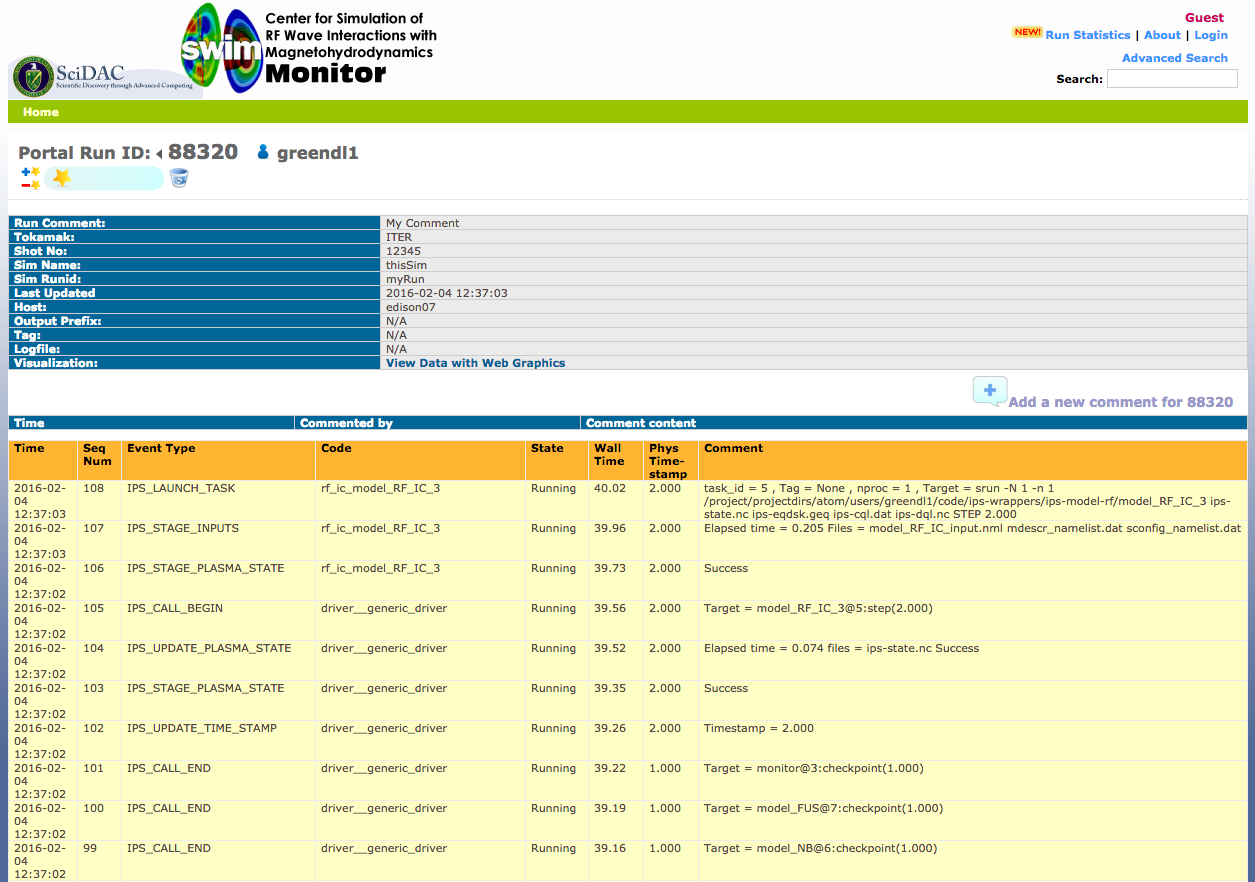 Center for Simulation of
RF Wave Interactions with
Magnetohydrodynamics
Monitor
swim
SciDAC
Scientific Discovery through Advanced Computing
Guest
NEW! Run Statistics | About | Login
Advanced Search
Search:
Home
Portal Run ID: 88320 greendl1
Run Comment: My Comment
Tokamak: ITER
Shot No: 12345
Sim Name: thisSim
Sim Runid: myRun
Last Updated 2016-02-04 12:37:03
Host: edison07
Output Prefix: N/A
Tag: N/A
Logfile: N/A
Visualization: View Data with Web Graphics
Add a new comment for 88320
Time Commented by Comment content
Time Seq Event Type Code State Wall Phys Comment
Num Time Time-
stamp
2016-02- 108 IPS_LAUNCH_TASK rf_ic_model_RF_IC_3 Running 40.02 2.000 task_id = 5 , Tag = None , nproc = 1 , Target = srun -N 1 -n 1
04 /project/projectdirs/atom/users/greendl1/code/ips-wrappers/ips-model-rf/model_RF_IC_3 ips-
12:37:03 state.nc ips-eqdsk.geq ips-cql.dat ips-dql.nc STEP 2.000
2016-02- 107 IPS_STAGE_INPUTS rf_ic_model_RF_IC_3 Running 39.96 2.000 Elapsed time = 0.205 Files = model_RF_IC_input.nml mdescr_namelist.dat sconfig_namelist.dat
04
12:37:03
2016-02- 106 IPS_STAGE_PLASMA_STATE rf_ic_model_RF_IC_3 Running 39.73 2.000 Success
04
12:37:02
2016-02- 105 IPS_CALL_BEGIN driver__generic_driver Running 39.56 2.000 Target = model_RF_IC_3@5:step(2.000)
04
12:37:02
2016-02- 104 IPS_UPDATE_PLASMA_STATE driver__generic_driver Running 39.52 2.000 Elapsed time = 0.074 files = ips-state.nc Success
04
12:37:02
2016-02- 103 IPS_STAGE_PLASMA_STATE driver__generic_driver Running 39.35 2.000 Success
04
12:37:02
2016-02- 102 IPS_UPDATE_TIME_STAMP driver__generic_driver Running 39.26 2.000 Timestamp = 2.000
04
12:37:02
2016-02- 101 IPS_CALL_END driver__generic_driver Running 39.22 1.000 Target = monitor@3:checkpoint(1.000)
04
12:37:02
2016-02- 100 IPS_CALL_END driver__generic_driver Running 39.19 1.000 Target = model_FUS@7:checkpoint(1.000)
04
12:37:02
2016-02- 99 IPS_CALL_END driver__generic_driver Running 39.16 1.000 Target = model_NB@6:checkpoint(1.000)
04
12:37:02